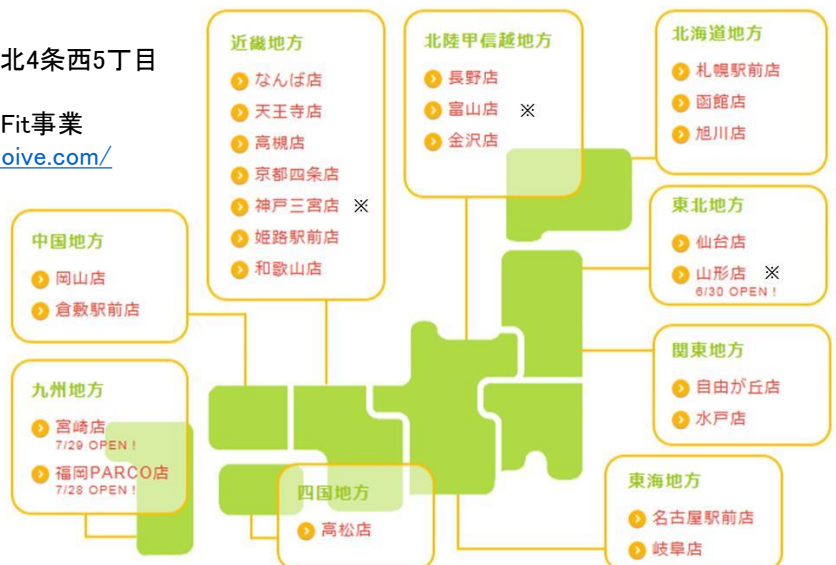 北4条西5丁目
Fit事業
oive.com/
近畿地方
なんば店
天王寺店
高槻店
京都四条店
神戸三宮店 ※
姫路駅前店
和歌山店
北陸甲信越地方
長野店
富山店 ※
金沢店
北海道地方
札幌駅前店
函館店
旭川店
東北地方
仙台店
山形店 ※
6/30 OPEN！
中国地方
岡山店
倉敷駅前店
関東地方
自由が丘店
水戸店
九州地方
宮崎店
7/29 OPEN！
福岡PARCO店
7/28 OPEN！
四国地方
高松店
東海地方
名古屋駅前店
岐阜店